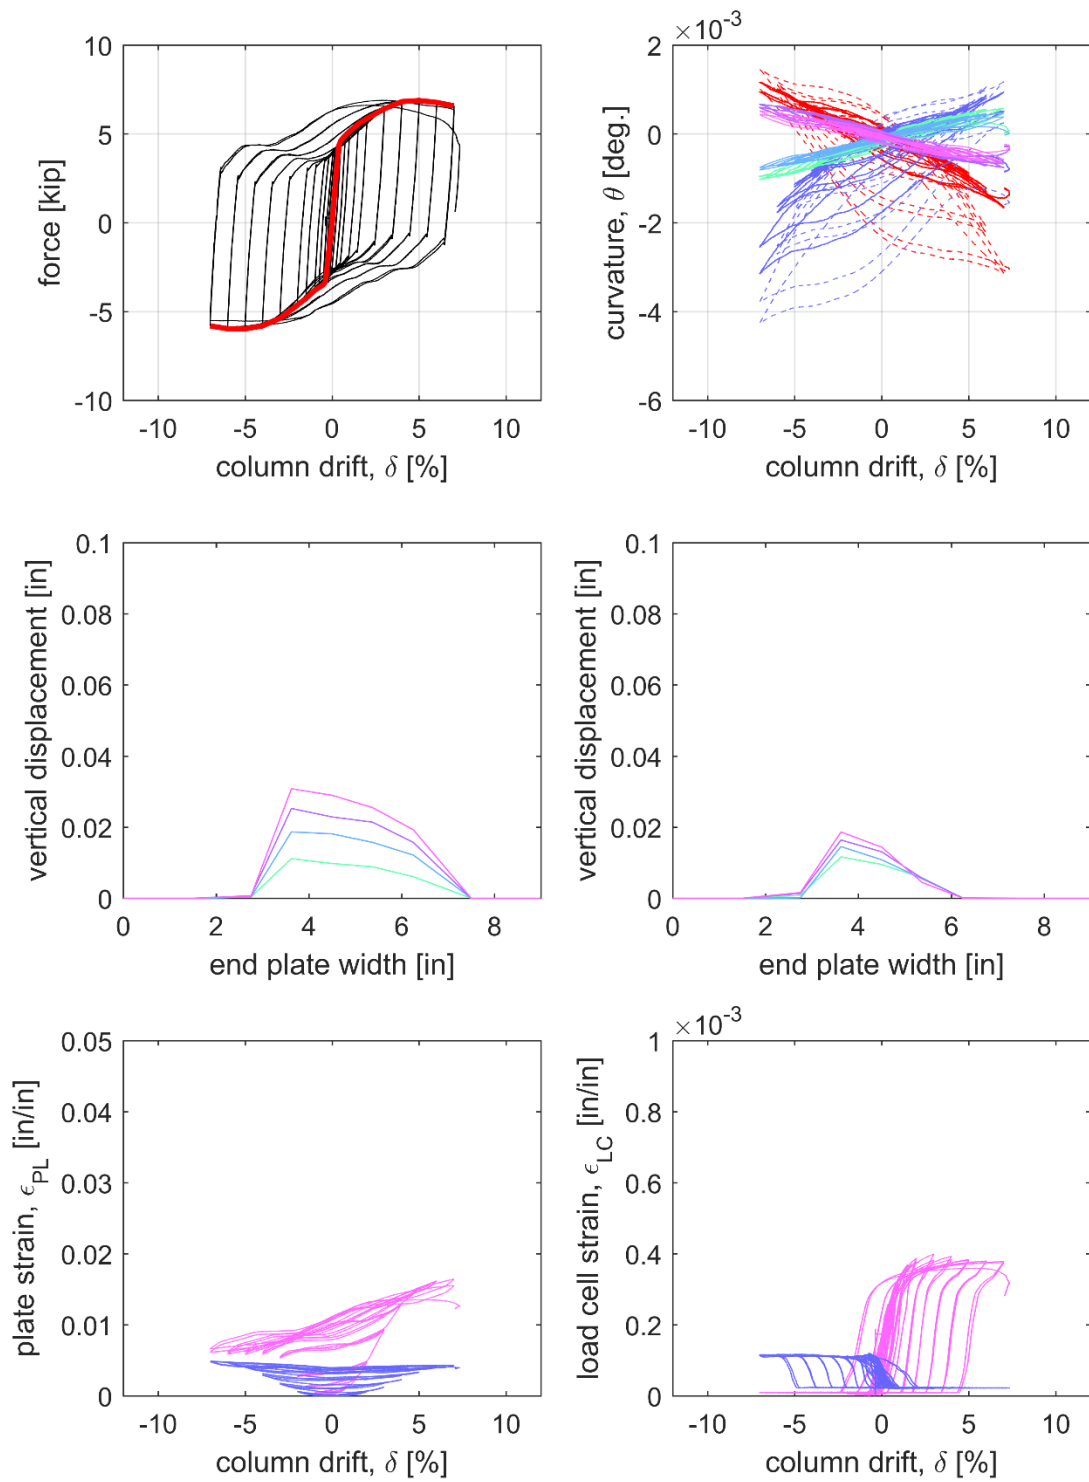 10
5
0
-5
-10
force [kip]
-10 -5 0 5 10
column drift, δ [%]
×10⁻³
2
0
-2
-4
-6
curvature, θ [deg.]
-10 -5 0 5 10
column drift, δ [%]
0.1
0.08
0.06
0.04
0.02
0
vertical displacement [in]
0 2 4 6 8
end plate width [in]
0.1
0.08
0.06
0.04
0.02
0
vertical displacement [in]
0 2 4 6 8
end plate width [in]
0.05
0.04
0.03
0.02
0.01
0
plate strain, ϵPL [in/in]
-10 -5 0 5 10
column drift, δ [%]
×10⁻³
1
0.8
0.6
0.4
0.2
0
load cell strain, ϵLC [in/in]
-10 -5 0 5 10
column drift, δ [%]